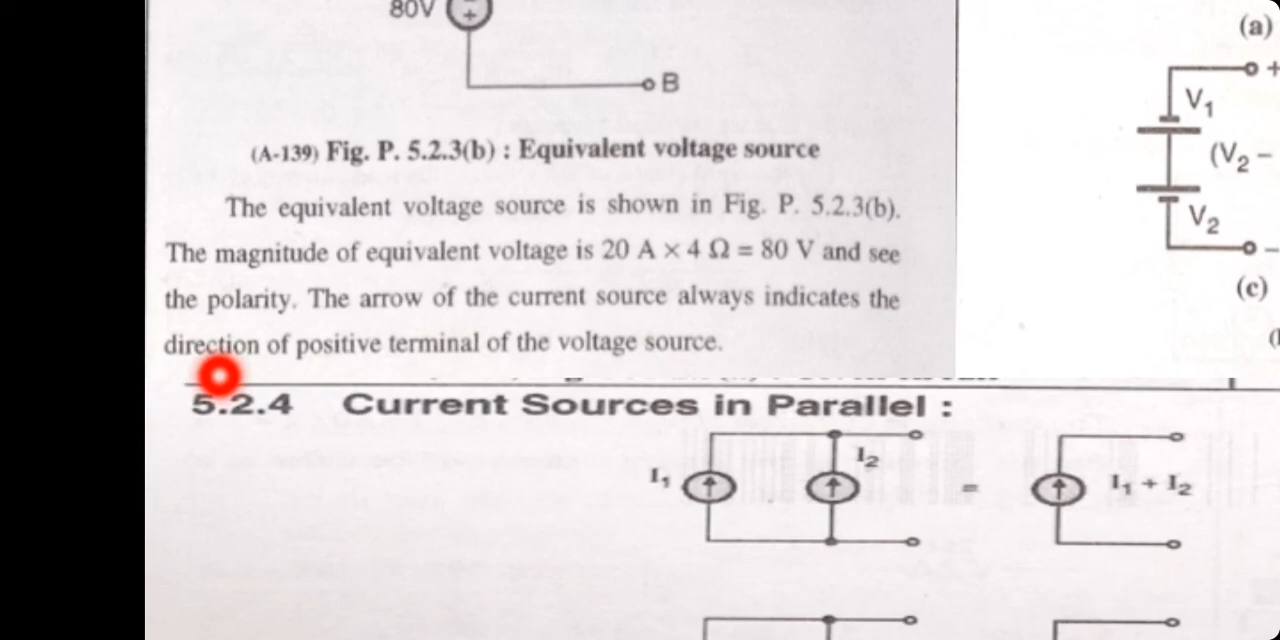 80V
B
(A-139) Fig. P. 5.2.3(b) : Equivalent voltage source
The equivalent voltage source is shown in Fig. P. 5.2.3(b).
The magnitude of equivalent voltage is 20 A × 4 Ω = 80 V and see
the polarity. The arrow of the current source always indicates the
direction of positive terminal of the voltage source.
(a)
+
V₁
(V₂ −
V₂
−
(c)
5.2.4 Current Sources in Parallel :
I₁
I₂
=
I₁ + I₂